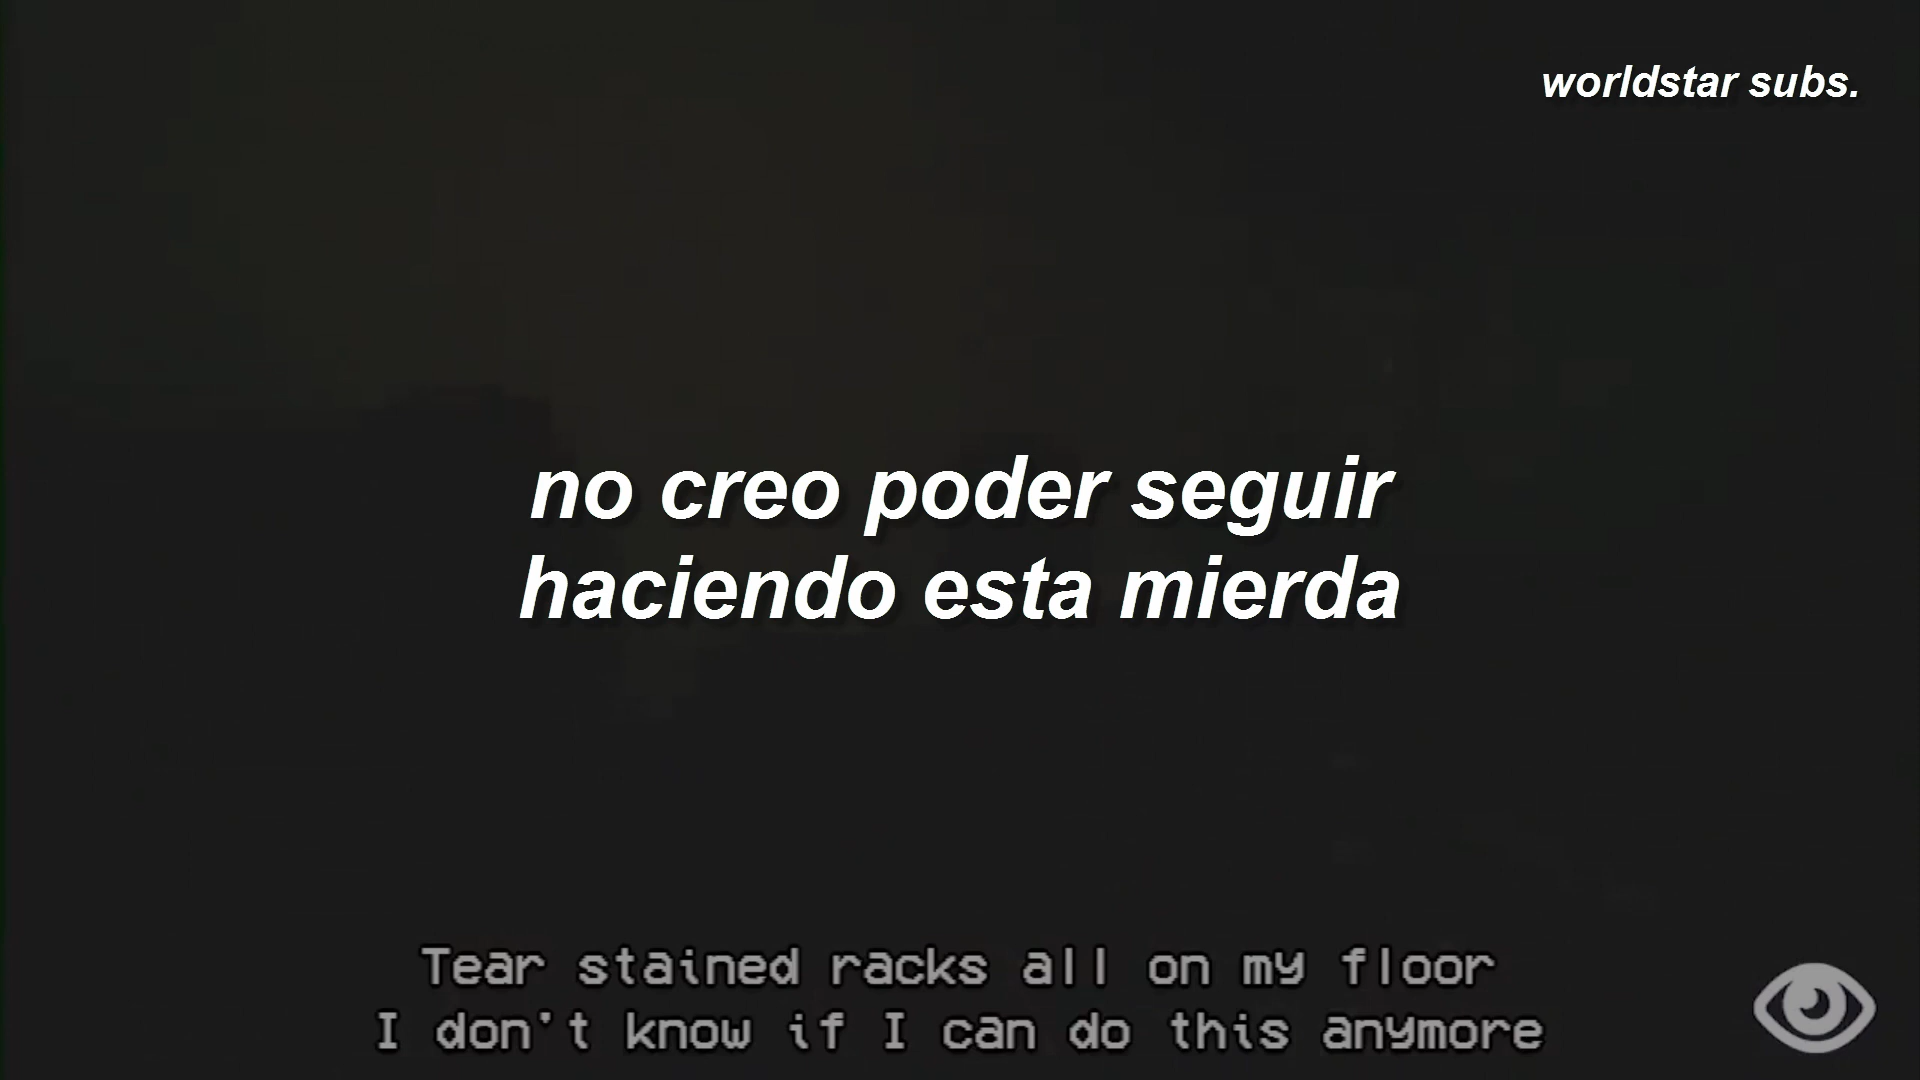 worldstar subs.
no creo poder seguir
haciendo esta mierda
Tear stained racks all on my floor
I don't know if I can do this anymore